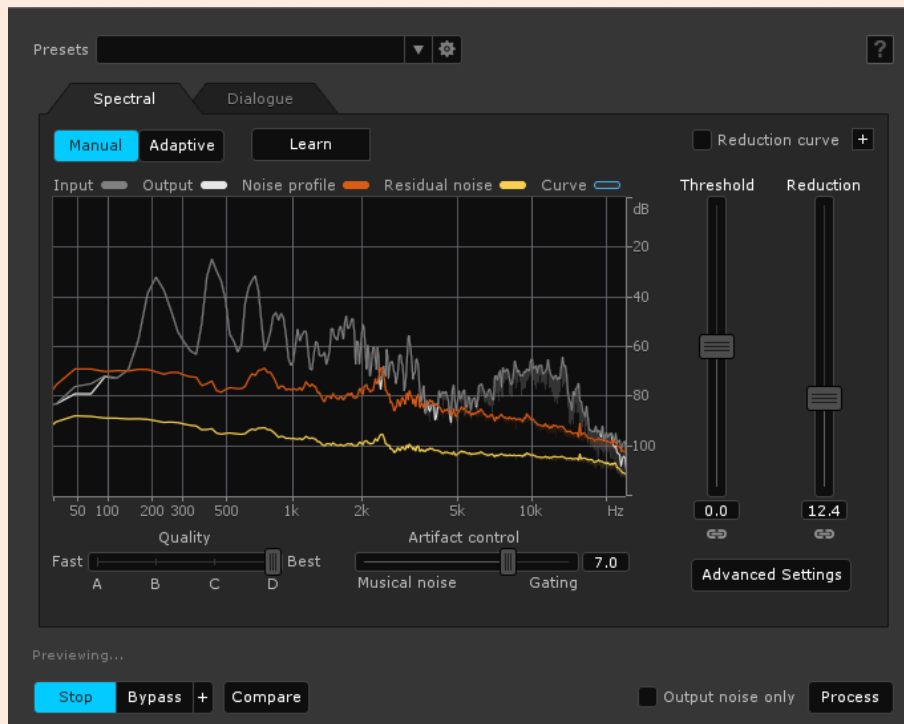 Presets
?
Spectral Dialogue
Manual Adaptive Learn Reduction curve +
Input Output Noise profile Residual noise Curve Threshold Reduction
dB
-20
-40
-60
-80
-100
50 100 200 300 500 1k 2k 5k 10k Hz
0.0 12.4
Quality Artifact control
Fast Best 7.0
A B C D Musical noise Gating
Advanced Settings
Previewing...
Stop Bypass + Compare Output noise only Process